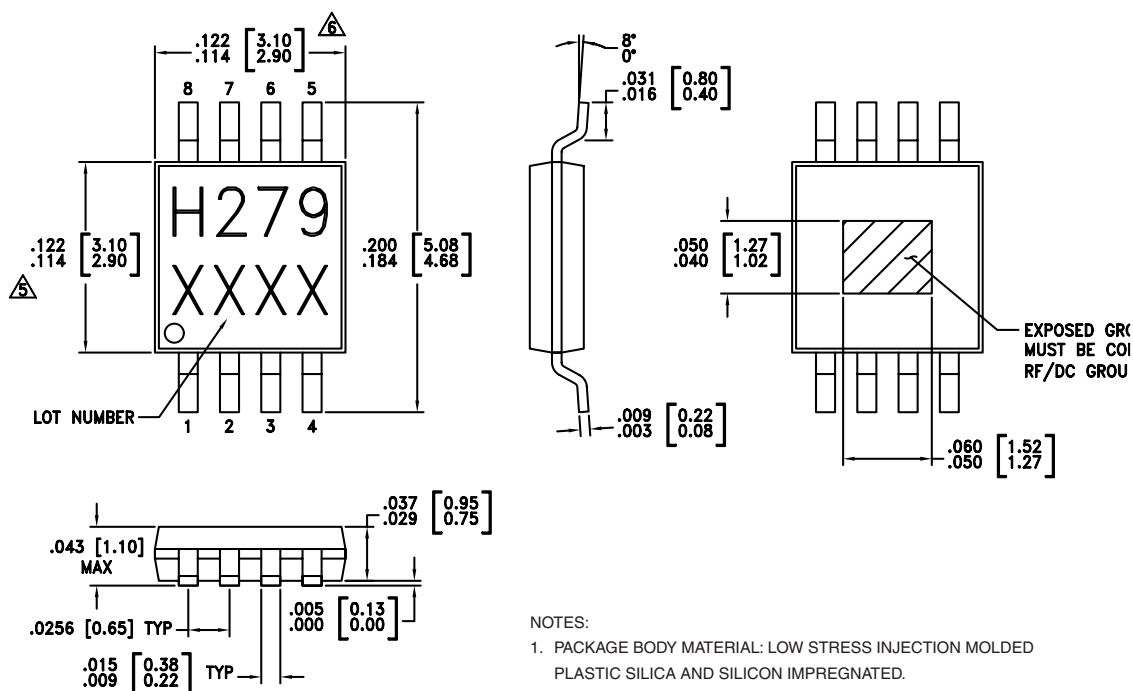 .122 [3.10]
.114 [2.90]
6
8 7 6 5
H279
XXXX
.122 [3.10]
.114 [2.90]
5
.200 [5.08]
.184 [4.68]
LOT NUMBER
1 2 3 4
8°
0°
.031 [0.80]
.016 [0.40]
.009 [0.22]
.003 [0.08]
.050 [1.27]
.040 [1.02]
EXPOSED
MUST BE
RF/DC
.060 [1.52]
.050 [1.27]
.043 [1.10]
MAX
.037 [0.95]
.029 [0.75]
.0256 [0.65] TYP
.005 [0.13]
.000 [0.00]
.015 [0.38]
.009 [0.22]
TYP
NOTES:
1. PACKAGE BODY MATERIAL: LOW STRESS INJECTION MOLDED
PLASTIC SILICA AND SILICON IMPREGNATED.